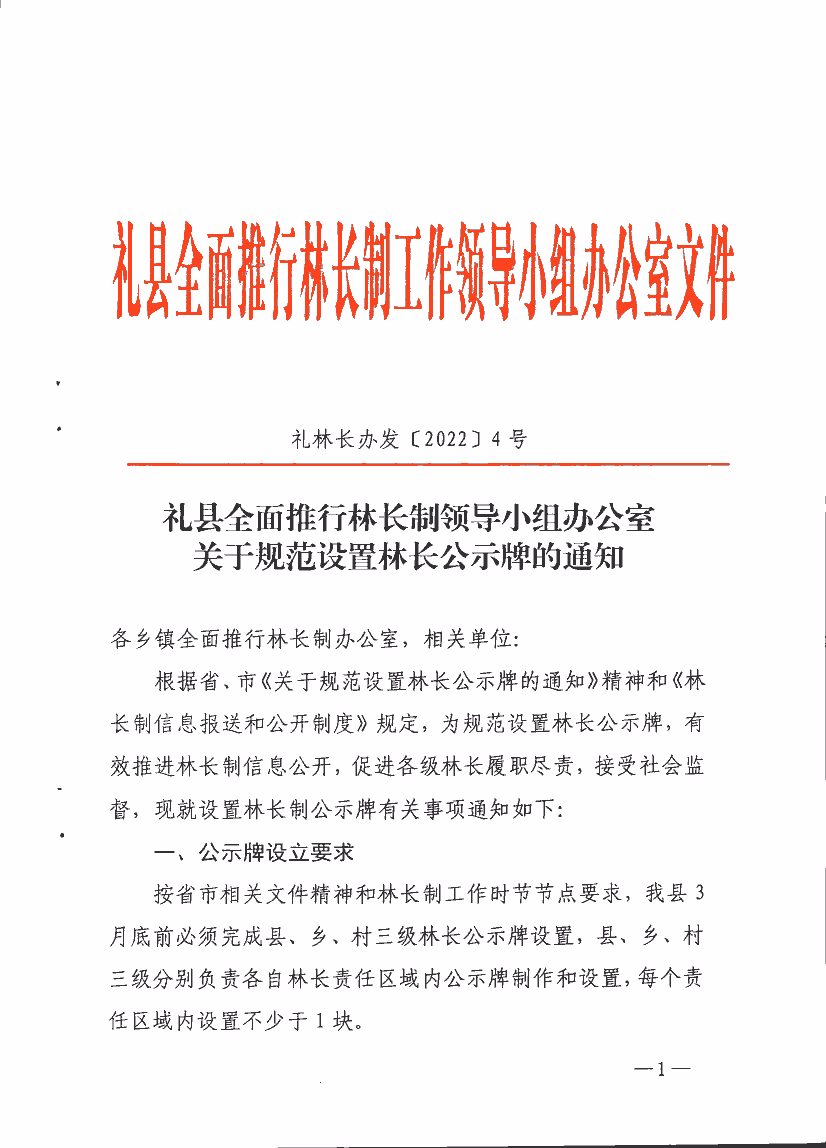 礼县全面推行林长制工作领导小组办公室文件
礼林长办发〔2022〕4号
礼县全面推行林长制领导小组办公室
关于规范设置林长公示牌的通知
各乡镇全面推行林长制办公室，相关单位：
根据省、市《关于规范设置林长公示牌的通知》精神和《林
长制信息报送和公开制度》规定，为规范设置林长公示牌，有
效推进林长制信息公开，促进各级林长履职尽责，接受社会监
督，现就设置林长制公示牌有关事项通知如下：
一、公示牌设立要求
按省市相关文件精神和林长制工作时节节点要求，我县3
月底前必须完成县、乡、村三级林长公示牌设置，县、乡、村
三级分别负责各自林长责任区域内公示牌制作和设置，每个责
任区域内设置不少于1块。
—1—